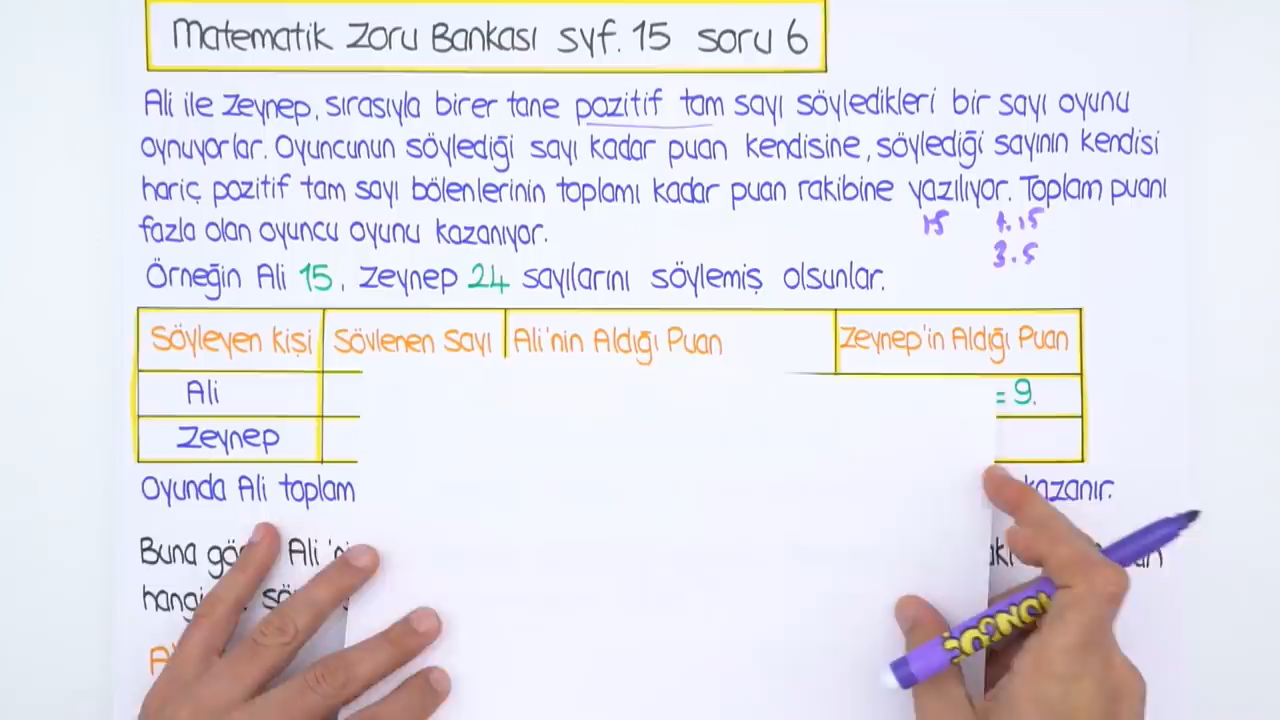 Matematik Zoru Bankası syf. 15 soru 6
Ali ile Zeynep, sırasıyla birer tane pozitif tam sayı söyledikleri bir sayı oyunu
oynuyorlar. Oyuncunun söylediği sayı kadar puan kendisine, söylediği sayının kendisi
hariç pozitif tam sayı bölenlerinin toplamı kadar puan rakibine yazılıyor. Toplam puanı
fazla olan oyuncu oyunu kazanıyor.
15 1.15
3.5
Örneğin Ali 15, Zeynep 24 sayılarını söylemiş olsunlar.
Söyleyen Kişi Söylenen Sayı Ali'nin Aldığı Puan Zeynep'in Aldığı Puan
Ali = 9.
Zeynep
Oyunda Ali toplam kazanır.
Buna Ali